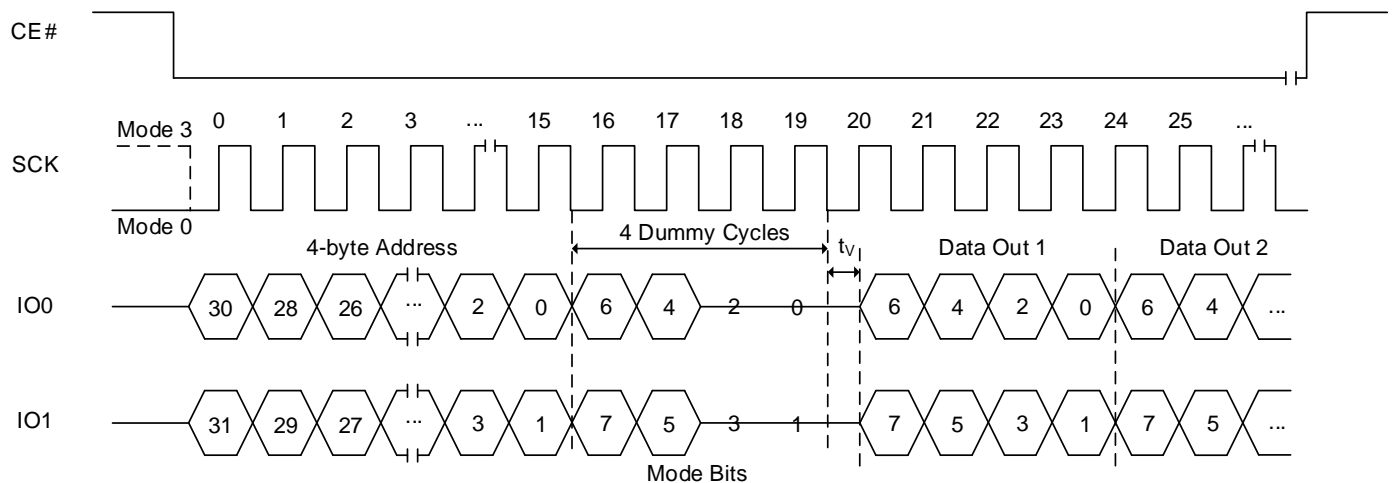 CE#
Mode 3 0 1 2 3 ... 15 16 17 18 19 20 21 22 23 24 25 ...
SCK
Mode 0
4-byte Address 4 Dummy Cycles tV Data Out 1 Data Out 2
IO0 30 28 26 ... 2 0 6 4 2 0 6 4 2 0 6 4 ...
IO1 31 29 27 ... 3 1 7 5 3 1 7 5 3 1 7 5 ...
Mode Bits